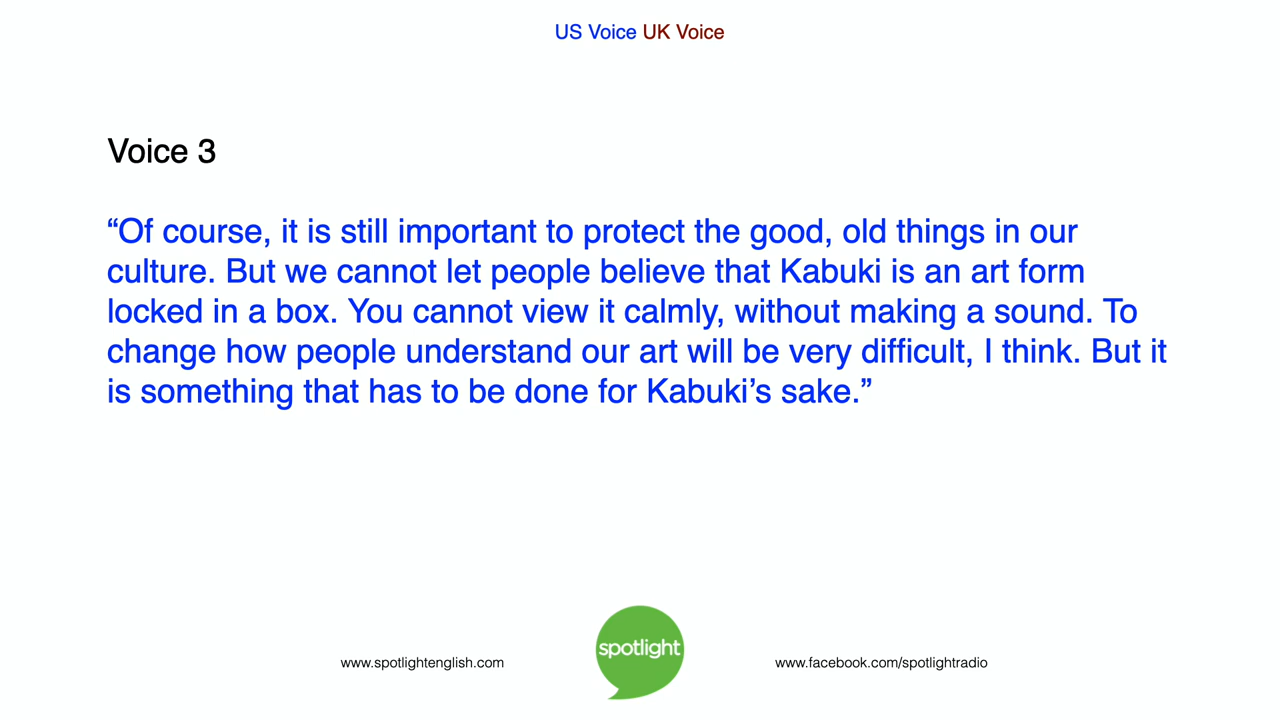 US Voice UK Voice
Voice 3
“Of course, it is still important to protect the good, old things in our
culture. But we cannot let people believe that Kabuki is an art form
locked in a box. You cannot view it calmly, without making a sound. To
change how people understand our art will be very difficult, I think. But it
is something that has to be done for Kabuki’s sake.”
spotlight
www.spotlightenglish.com
www.facebook.com/spotlightradio